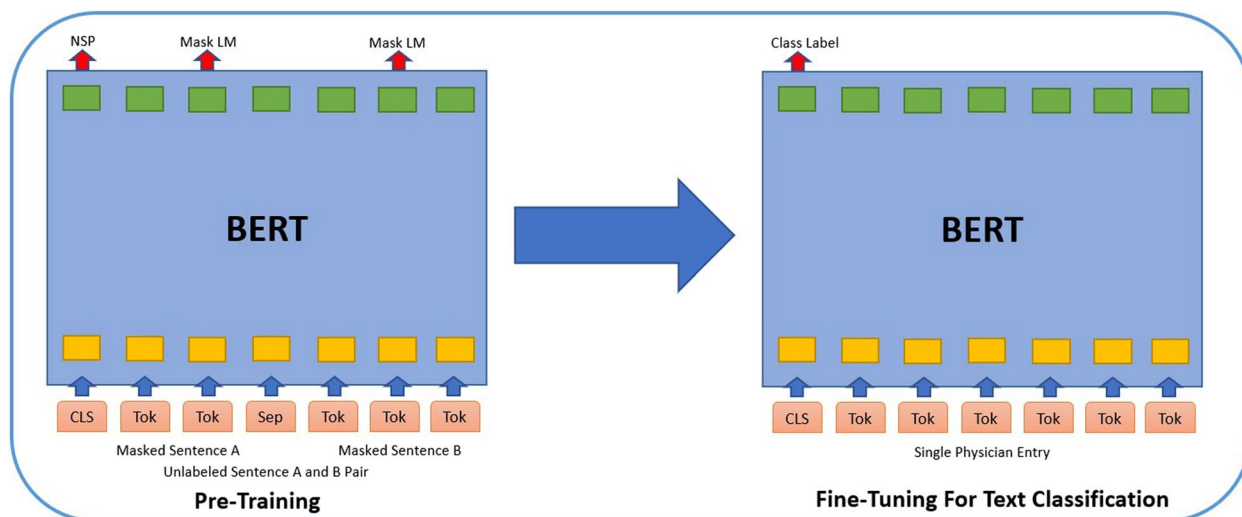 NSP Mask LM Mask LM
BERT
CLS Tok Tok Sep Tok Tok Tok
Masked Sentence A Masked Sentence B
Unlabeled Sentence A and B Pair
Pre-Training
Class Label
BERT
CLS Tok Tok Tok Tok Tok Tok
Single Physician Entry
Fine-Tuning For Text Classification